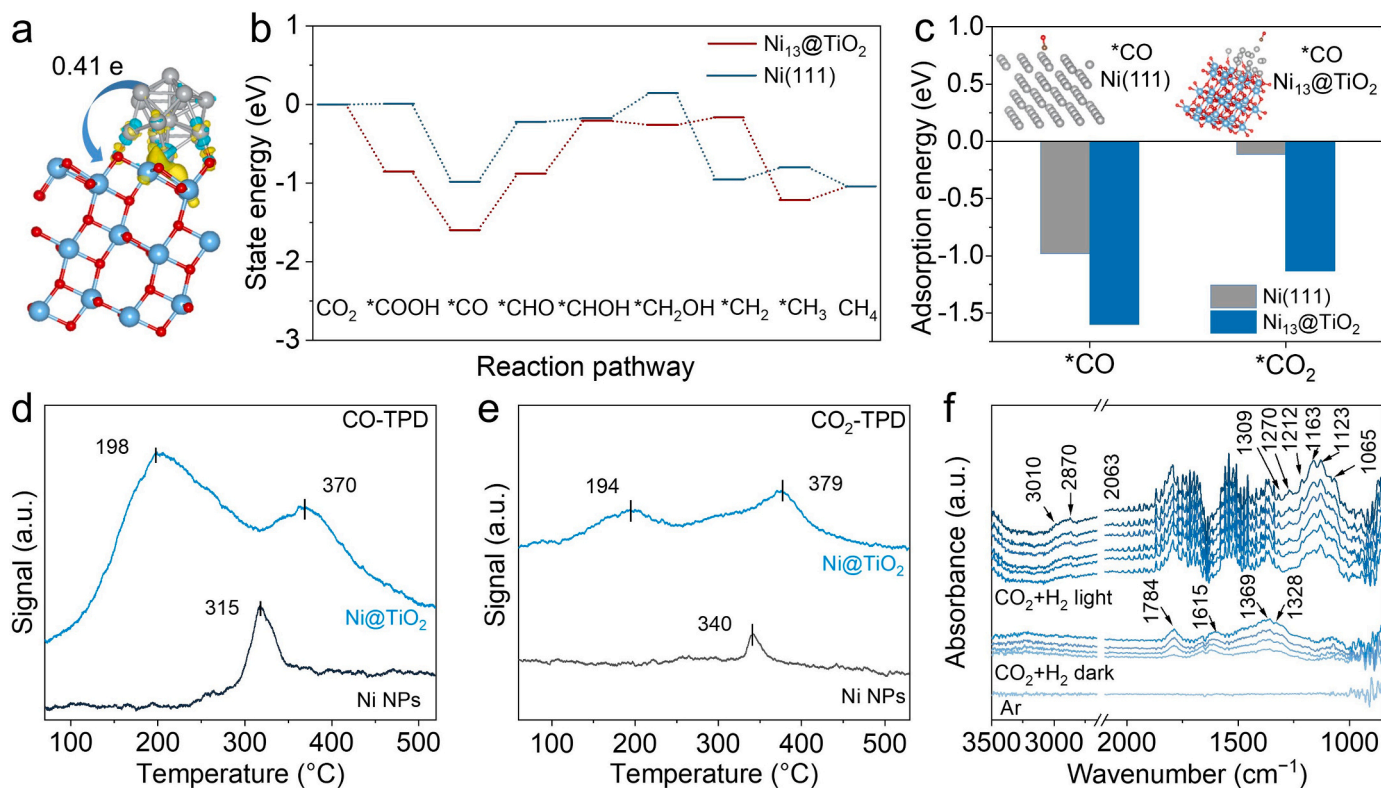 a
0.41 e
b
Ni₁₃@TiO₂
Ni(111)
State energy (eV)
1
0
-1
-2
-3
CO₂ *COOH *CO *CHO *CHOH *CH₂OH *CH₂ *CH₃ CH₄
Reaction pathway
c
*CO
Ni(111)
*CO
Ni₁₃@TiO₂
Adsorption energy (eV)
1.0
0.5
0.0
-0.5
-1.0
-1.5
Ni(111)
Ni₁₃@TiO₂
*CO *CO₂
d
CO-TPD
198
370
Ni@TiO₂
315
Ni NPs
Signal (a.u.)
100 200 300 400 500
Temperature (°C)
e
CO₂-TPD
194
379
Ni@TiO₂
340
Ni NPs
Signal (a.u.)
100 200 300 400 500
Temperature (°C)
f
3010
2870
2063
1309
1270
1212
1163
1123
1065
CO₂+H₂ light
1784
1615
1369
1328
CO₂+H₂ dark
Ar
Absorbance (a.u.)
3500 3000 2000 1500 1000
Wavenumber (cm⁻¹)